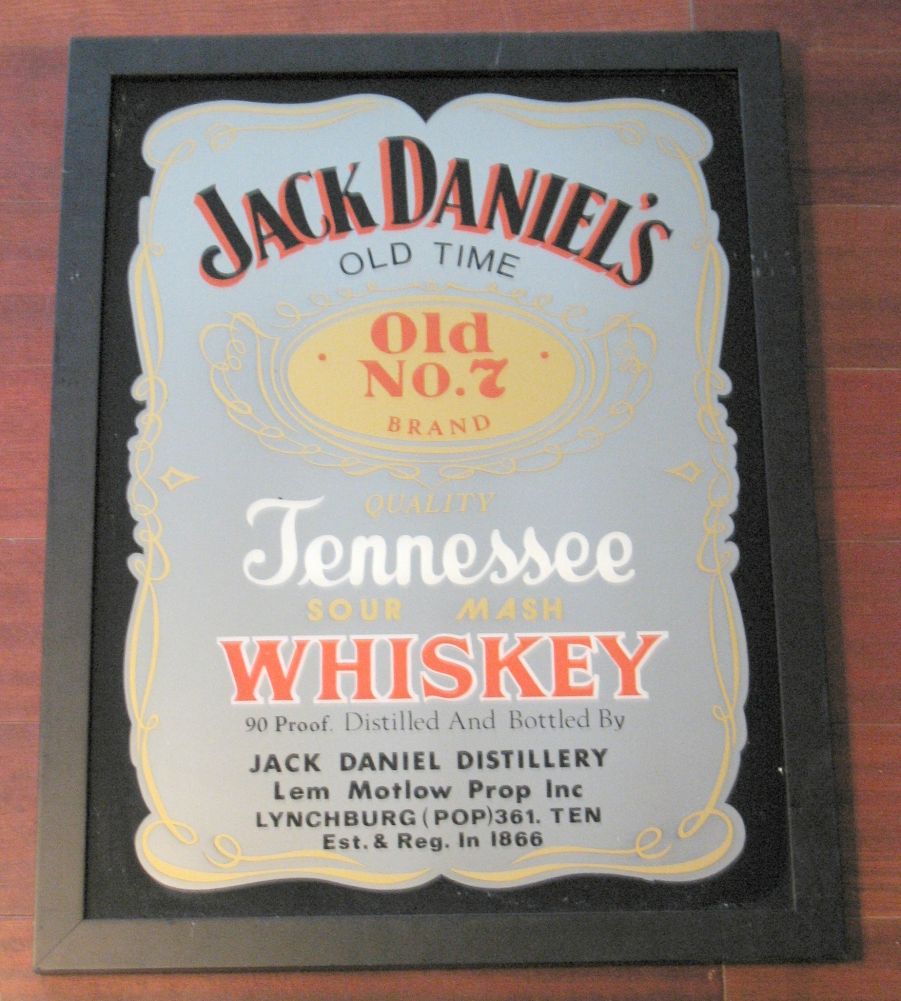 JACK DANIEL'S
OLD TIME
Old
No.7
BRAND
QUALITY
Tennessee
SOUR MASH
WHISKEY
90 Proof. Distilled And Bottled By
JACK DANIEL DISTILLERY
Lem Motlow Prop Inc
LYNCHBURG (POP)361. TEN
Est. & Reg. In 1866